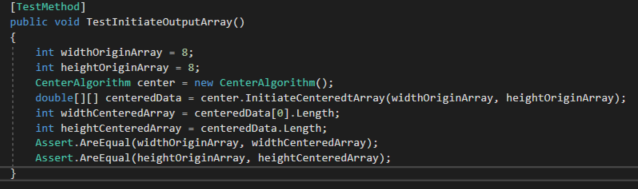 [TestMethod]
public void TestInitiateOutputArray()
{
int widthOriginArray = 8;
int heightOriginArray = 8;
CenterAlgorithm center = new CenterAlgorithm();
double[][] centeredData = center.InitiateCenteredtArray(widthOriginArray, heightOriginArray);
int widthCenteredArray = centeredData[0].Length;
int heightCenteredArray = centeredData.Length;
Assert.AreEqual(widthOriginArray, widthCenteredArray);
Assert.AreEqual(heightOriginArray, heightCenteredArray);
}